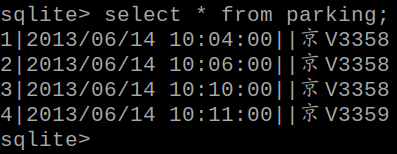 sqlite> select * from parking;
1|2013/06/14 10:04:00||京V3358
2|2013/06/14 10:06:00||京V3358
3|2013/06/14 10:10:00||京V3358
4|2013/06/14 10:11:00||京V3359
sqlite>